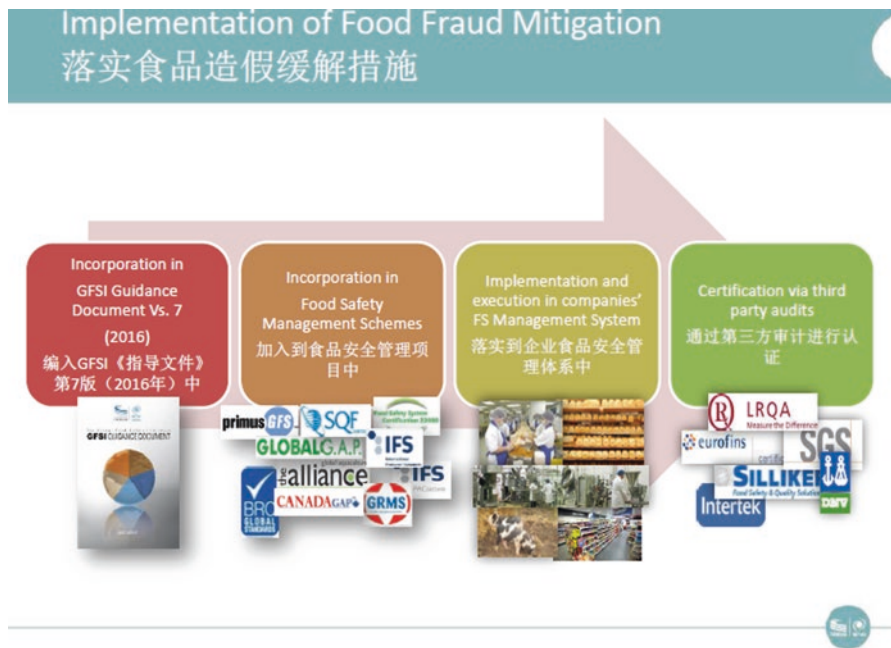 Implementation of Food Fraud Mitigation
落实食品造假缓解措施
Incorporation in
GFSI Guidance
Document Vs. 7
(2016)
编入GFSI《指导文件》
第7版（2016年）中
Incorporation in
Food Safety
Management Schemes
加入到食品安全管理项
目中
Implementation and
execution in companies'
FS Management System
落实到企业食品安全管
理体系中
Certification via third
party audits
通过第三方审计进行认
证
GFSI GUIDANCE DOCUMENT
primusGFS
SQF
Food Safety System
Certification 22000
GLOBALG.A.P.
IFS
the alliance
IFS
BRC
GLOBAL
STANDARDS
CANADAGAP
GRMS
LRQA
Measure the Difference
eurofins
SGS
SILLIKER
Food Safety & Quality Solutions
Intertek
DNV